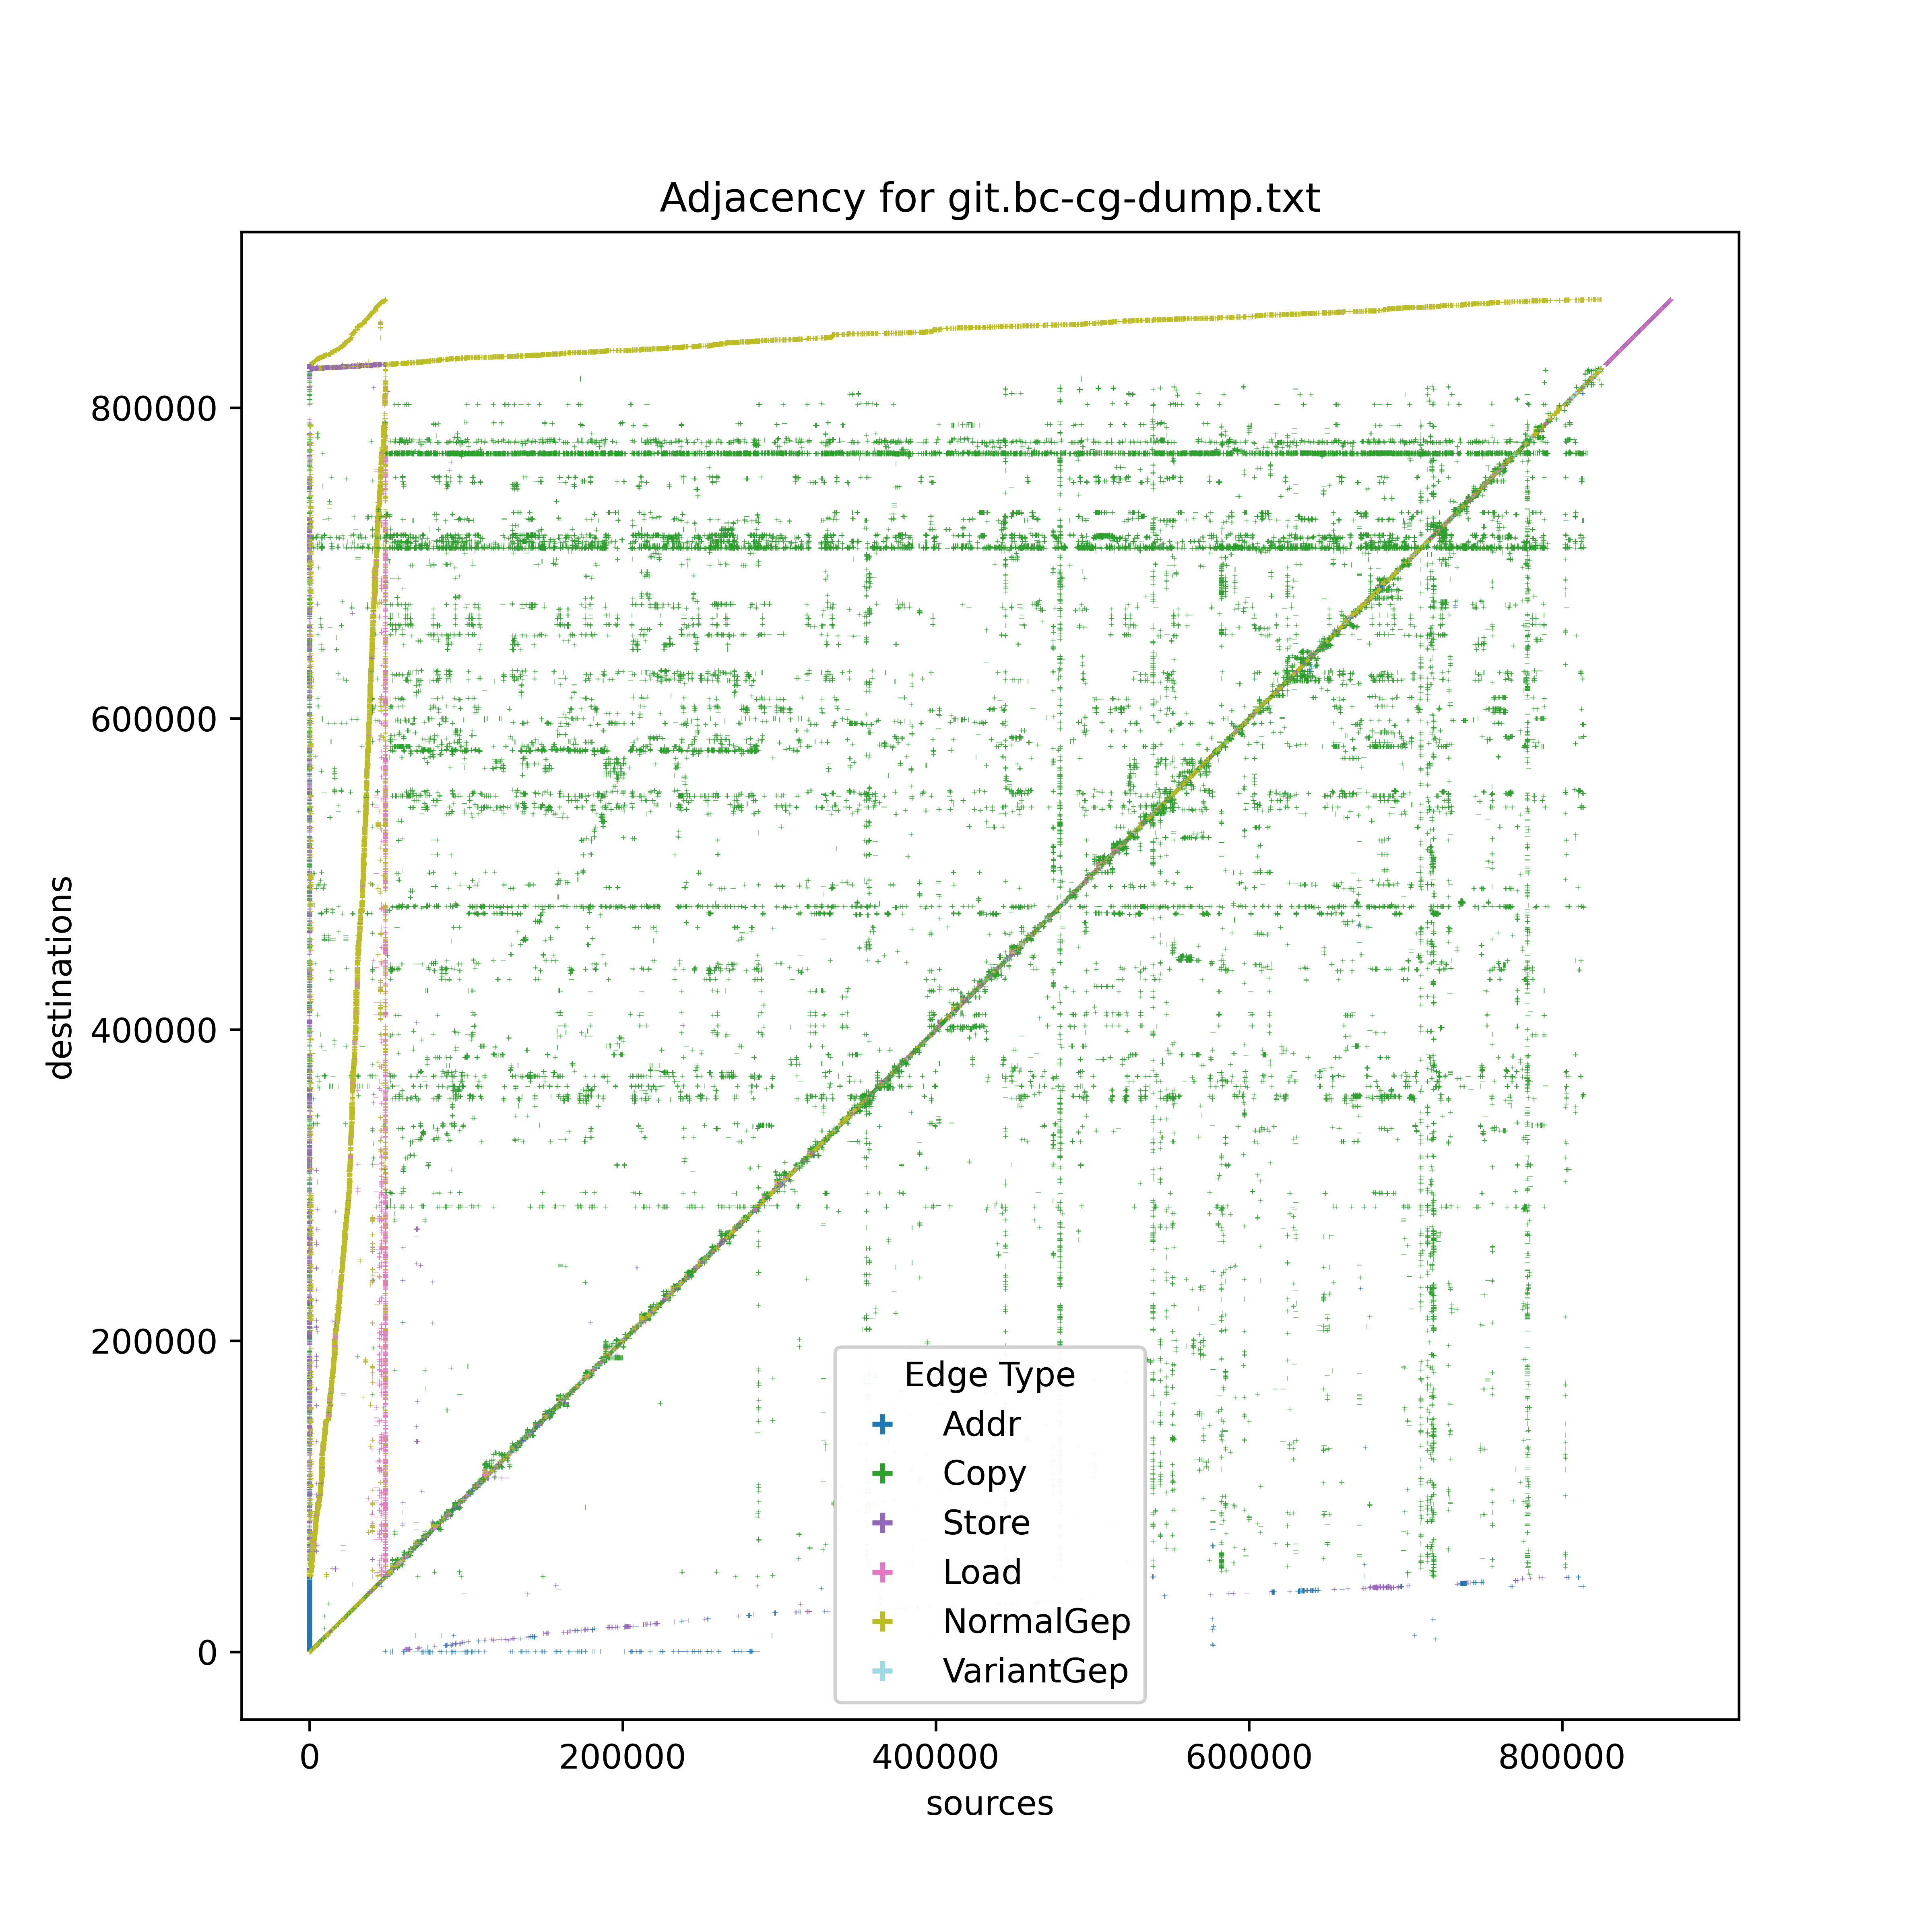 Adjacency for git.bc-cg-dump.txt
destinations
800000
600000
400000
200000
0
Edge Type
Addr
Copy
Store
Load
NormalGep
VariantGep
0 200000 400000 600000 800000
sources